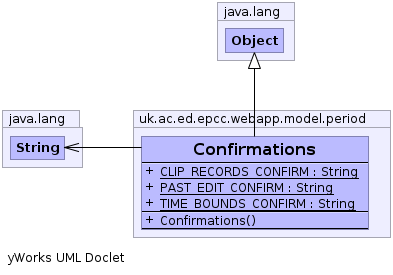 java.lang
Object
java.lang
String
uk.ac.ed.epcc.webapp.model.period
Confirmations
+ CLIP_RECORDS_CONFIRM : String
+ PAST_EDIT_CONFIRM : String
+ TIME_BOUNDS_CONFIRM : String
+ Confirmations()
yWorks UML Doclet